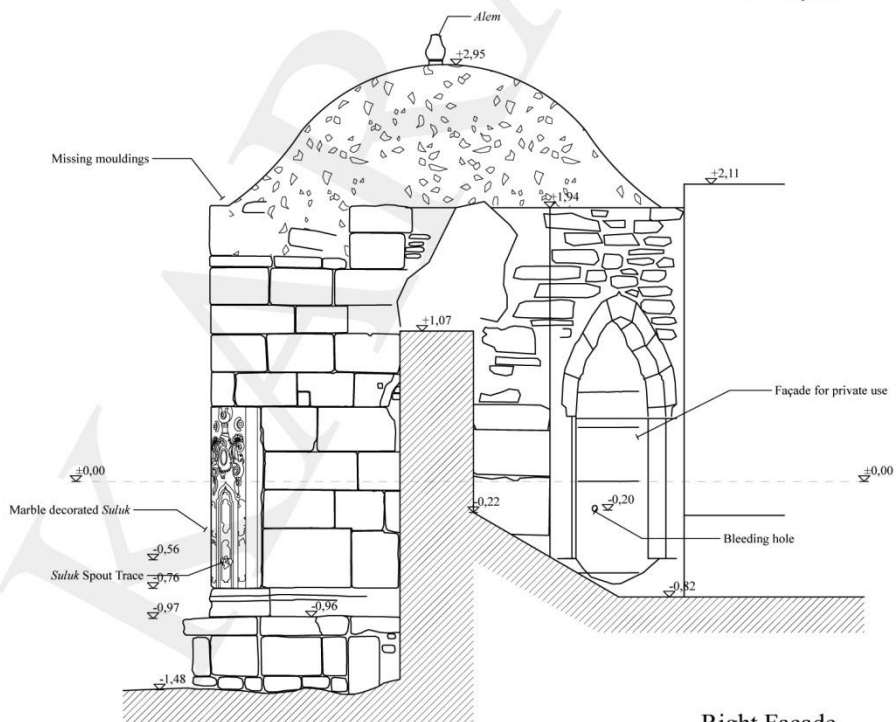 Alem
+2,95
Missing mouldings
+2,11
+1,94
+1,07
Façade for private use
±0,00
±0,00
Marble decorated Suluk
-0,20
-0,22
Bleeding hole
-0,56
Suluk Spout Trace
-0,76
-0,82
-0,97
-0,96
-1,48
Right Façade